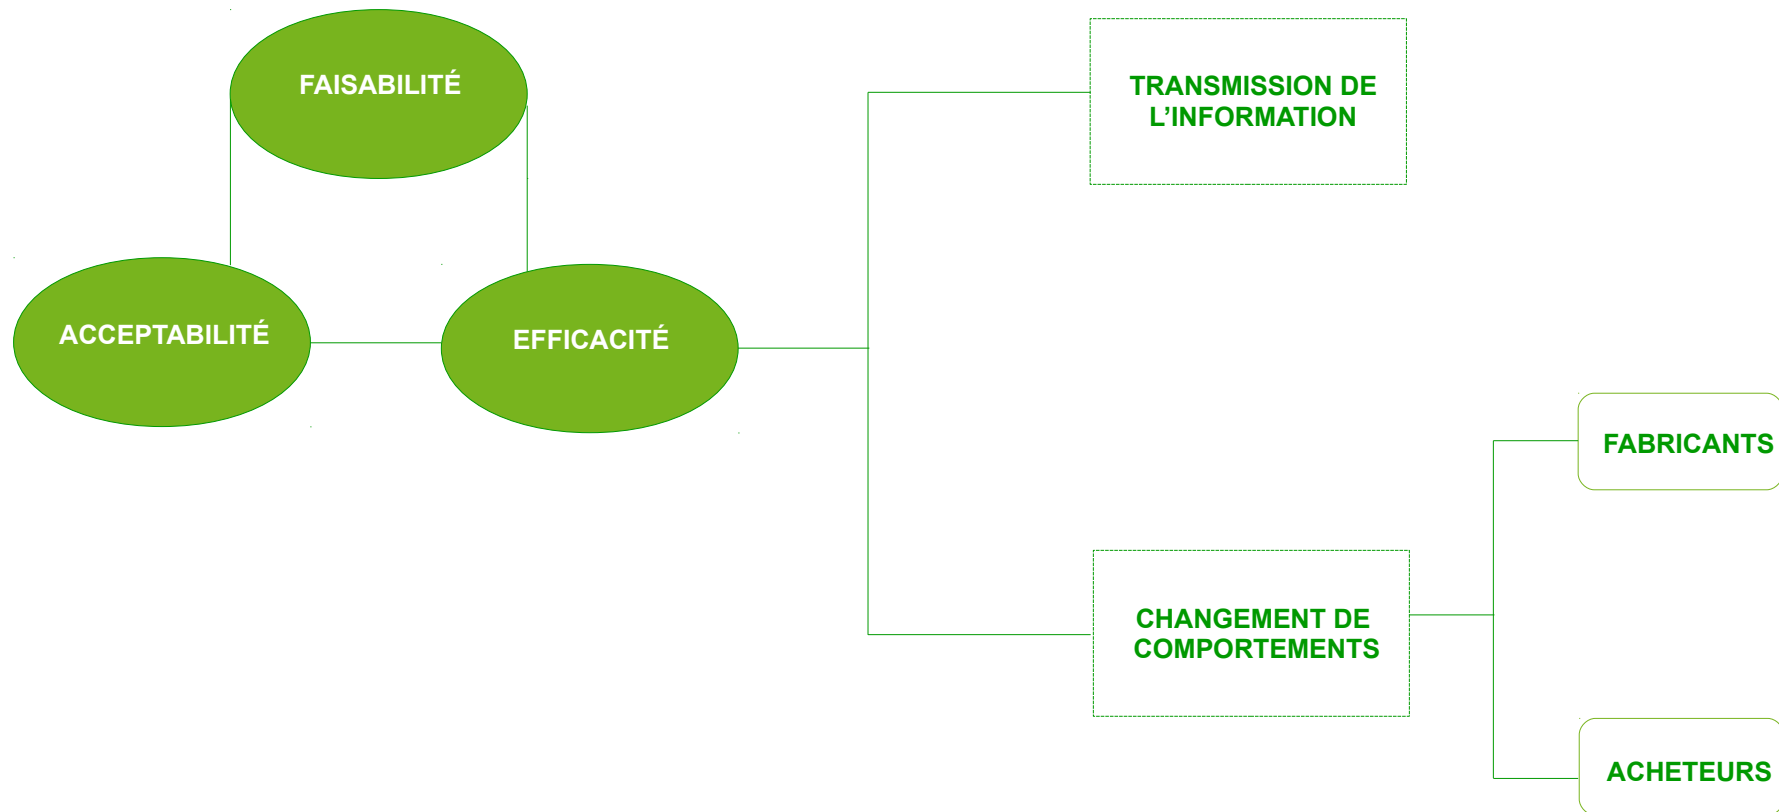 FAISABILITÉ
TRANSMISSION DE
L’INFORMATION
ACCEPTABILITÉ
EFFICACITÉ
FABRICANTS
CHANGEMENT DE
COMPORTEMENTS
ACHETEURS